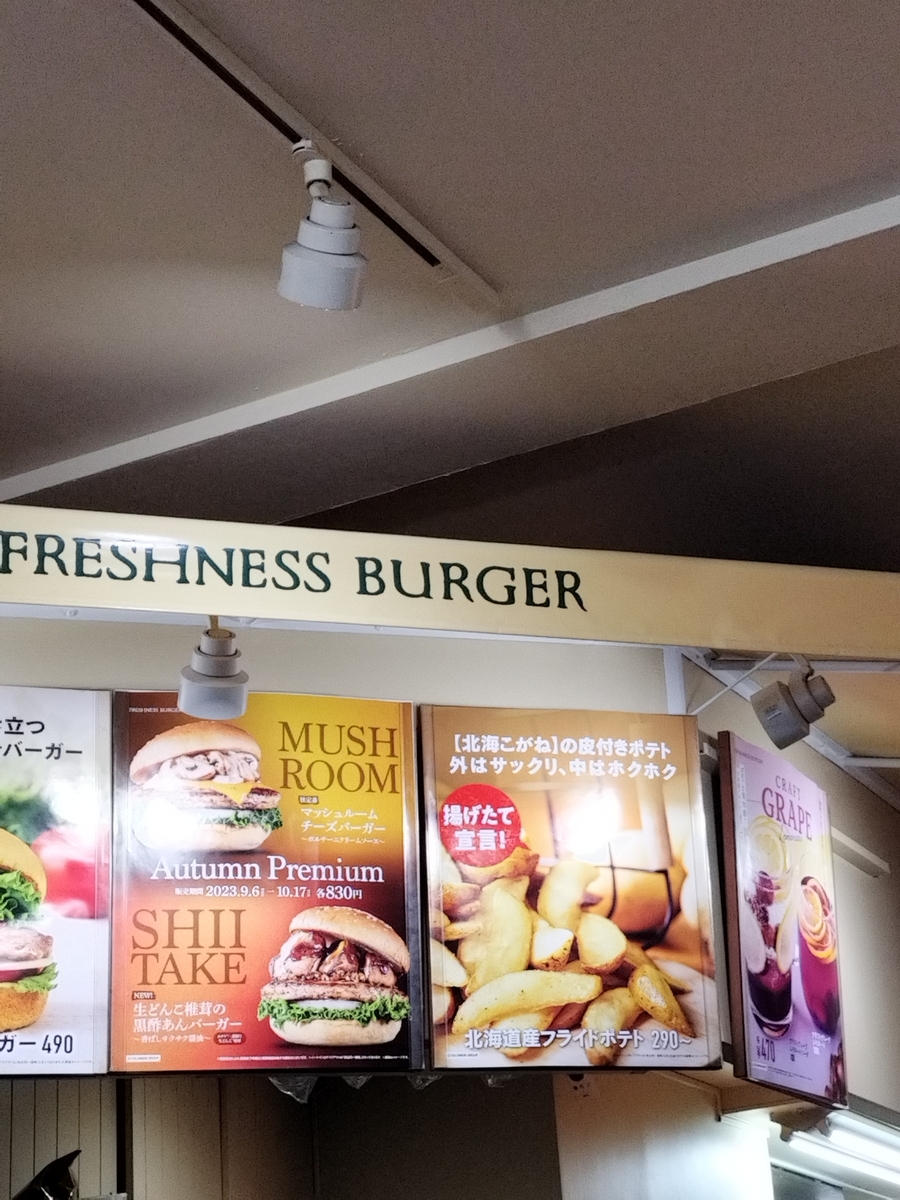 FRESHNESS BURGER
立つ
バーガー
ガー 490
FRESHNESS BURGER
MUSH
ROOM
マッシュルーム
チーズバーガー
Autumn Premium
販売期間 2023.9.6 - 10.17 各830円
SHII
TAKE
NEW!
生どんこ椎茸の
黒酢あんバーガー
【北海こがね】の皮付きポテト
外はサックリ、中はホクホク
揚げたて
宣言!
北海道産フライドポテト 290~
CRAFT
GRAPE
470